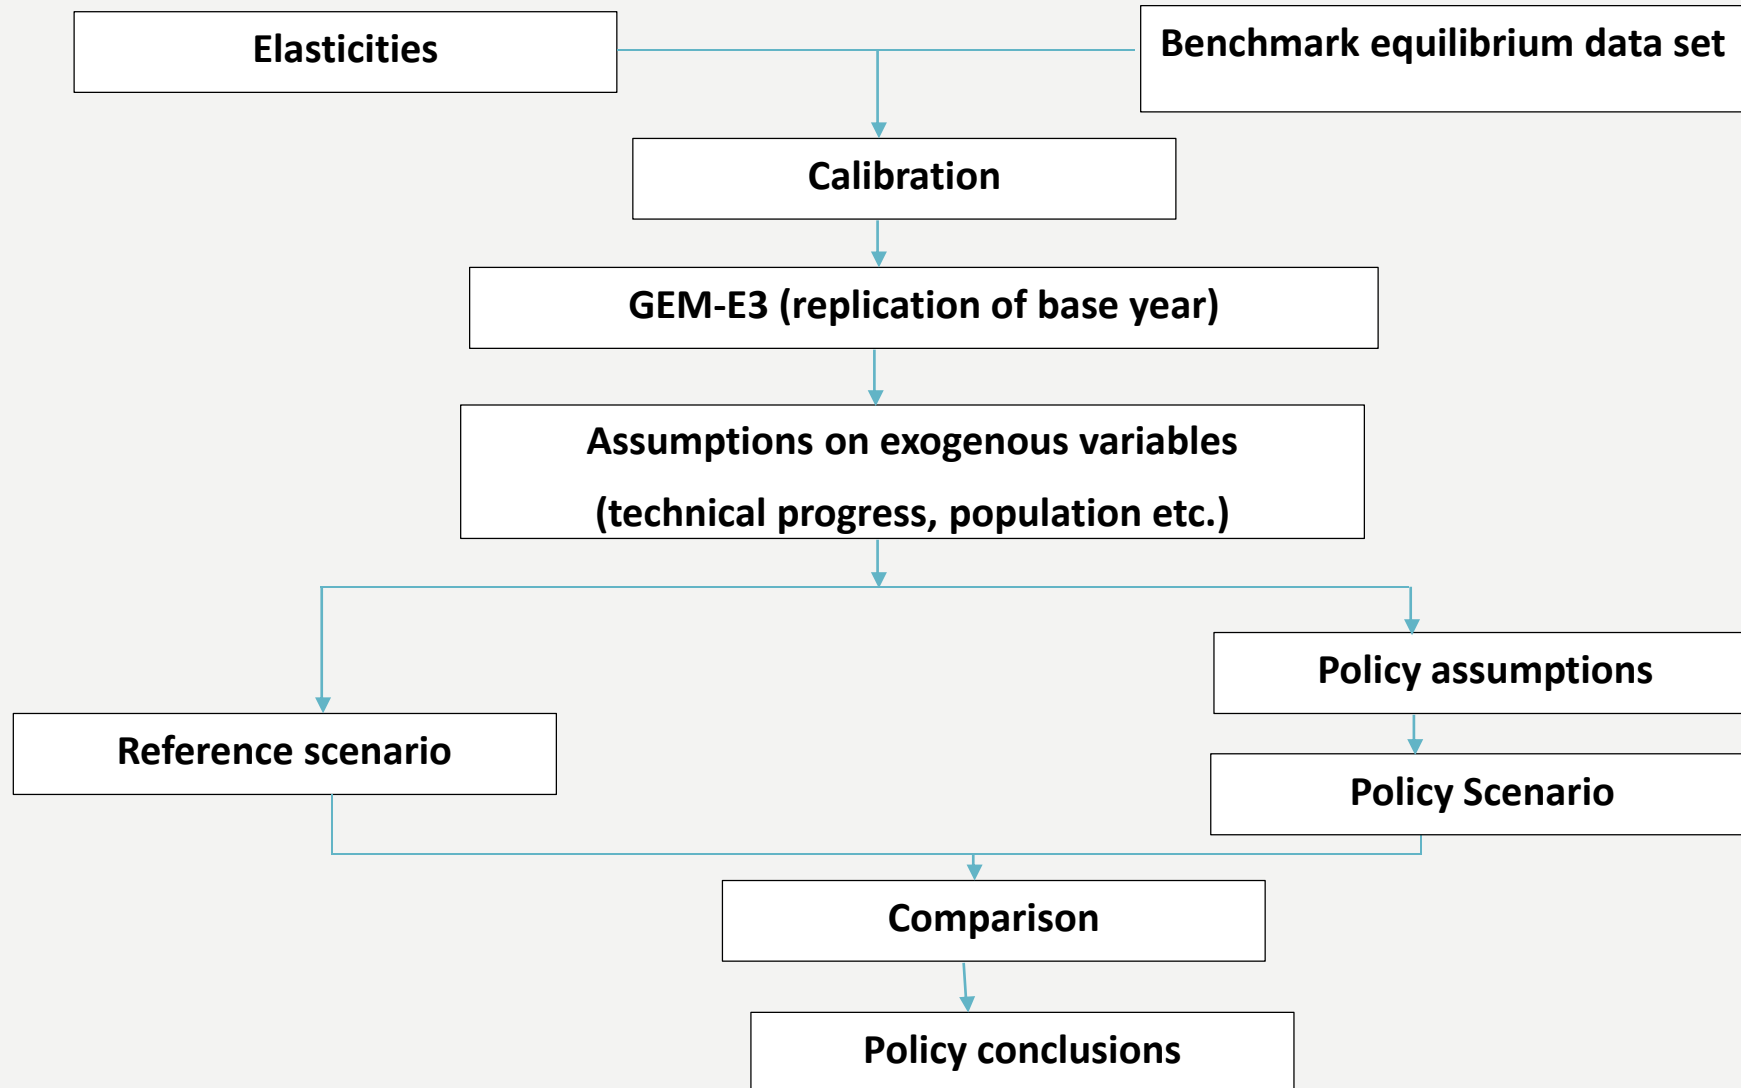 Elasticities
Benchmark equilibrium data set
Calibration
GEM-E3 (replication of base year)
Assumptions on exogenous variables
(technical progress, population etc.)
Policy assumptions
Reference scenario
Policy Scenario
Comparison
Policy conclusions